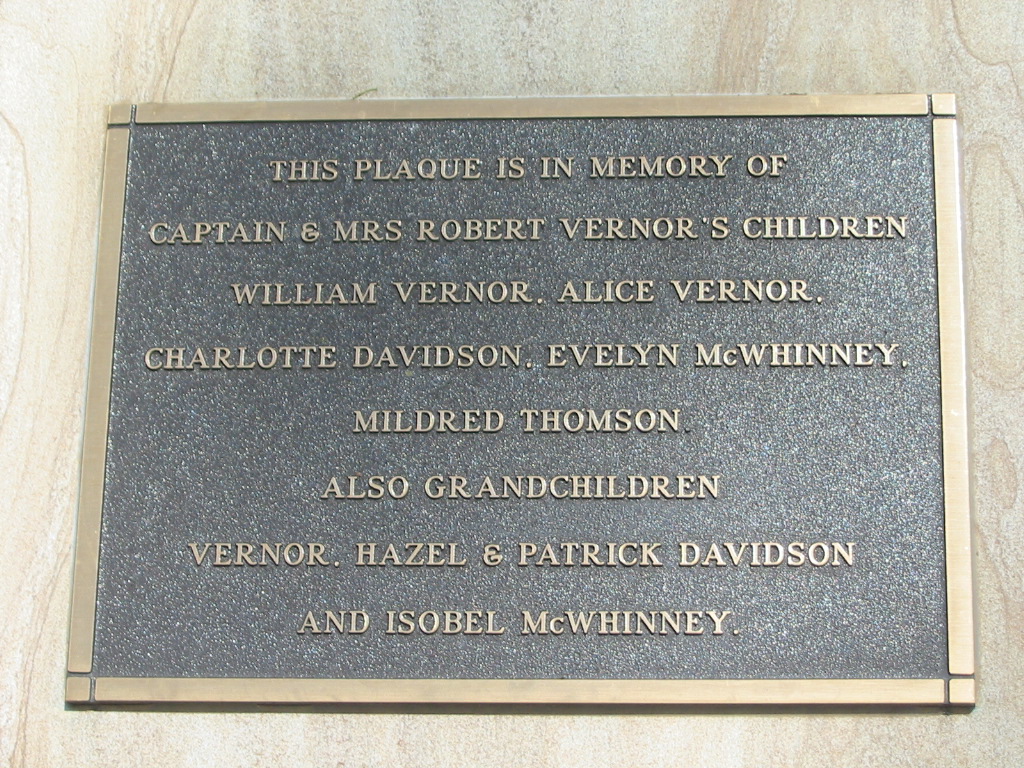 THIS PLAQUE IS IN MEMORY OF
CAPTAIN & MRS ROBERT VERNOR'S CHILDREN
WILLIAM VERNOR. ALICE VERNOR.
CHARLOTTE DAVIDSON. EVELYN McWHINNEY.
MILDRED THOMSON.
ALSO GRANDCHILDREN
VERNOR. HAZEL & PATRICK DAVIDSON
AND ISOBEL McWHINNEY.